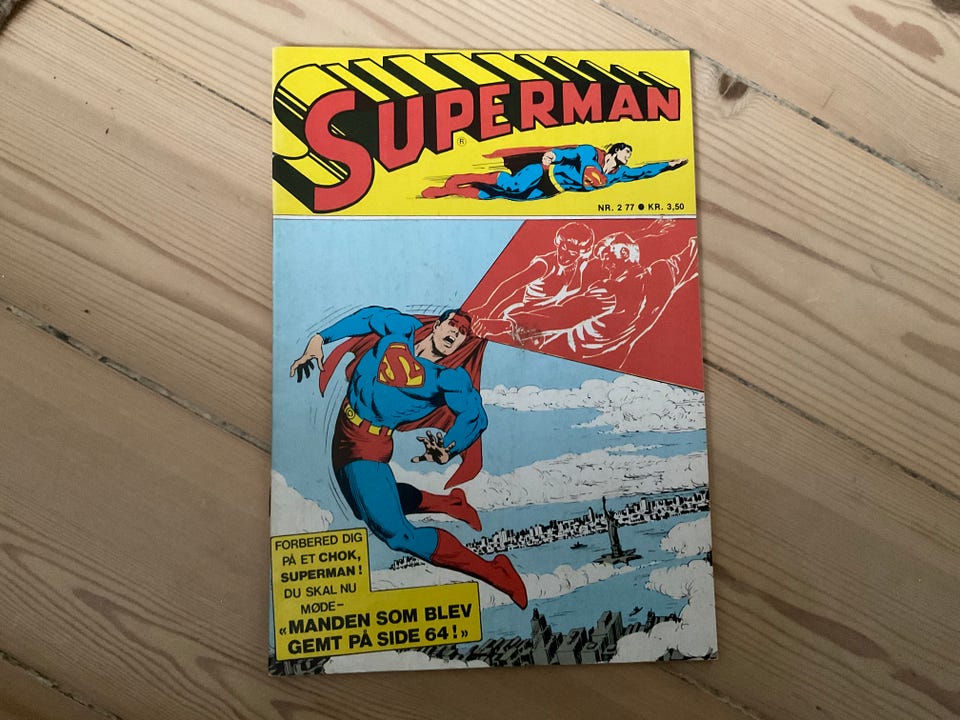 SUPERMAN
®
NR. 2 77 ● KR. 3,50
FORBERED DIG
PÅ ET CHOK,
SUPERMAN!
DU SKAL NU
MØDE-
«MANDEN SOM BLEV
GEMT PÅ SIDE 64!»